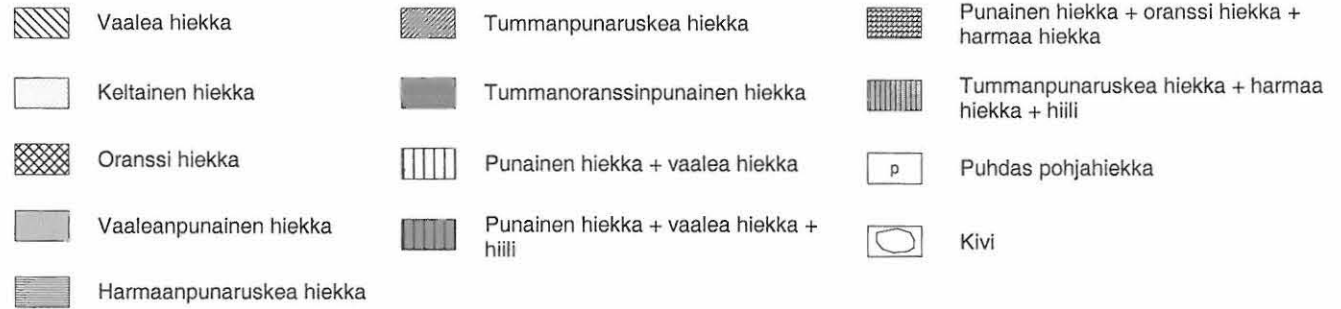 Vaalea hiekka
Keltainen hiekka
Oranssi hiekka
Vaaleanpunainen hiekka
Harmaanpunaruskea hiekka
Tummanpunaruskea hiekka
Tummanoranssinpunainen hiekka
Punainen hiekka + vaalea hiekka
Punainen hiekka + vaalea hiekka +
hiili
Punainen hiekka + oranssi hiekka +
harmaa hiekka
Tummanpunaruskea hiekka + harmaa
hiekka + hiili
p
Puhdas pohjahiekka
Kivi